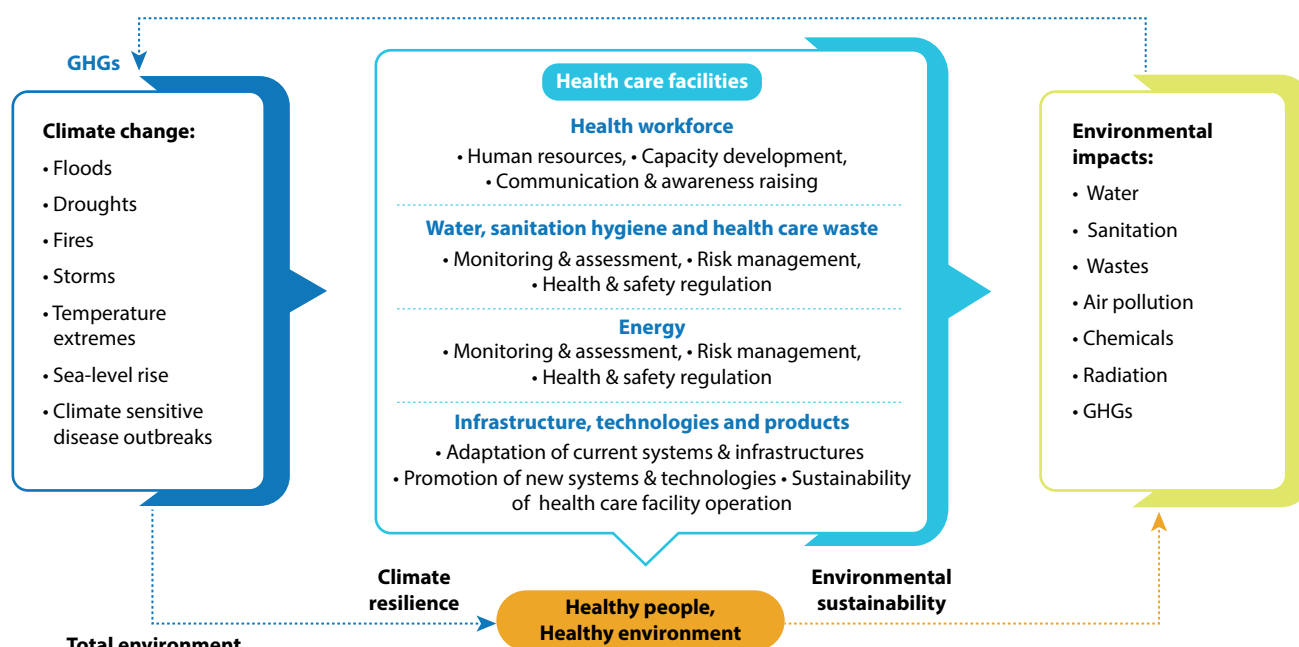 GHGs
Climate change:
• Floods
• Droughts
• Fires
• Storms
• Temperature
extremes
• Sea-level rise
• Climate sensitive
disease outbreaks
Health care facilities
Health workforce
• Human resources, • Capacity development,
• Communication & awareness raising
Water, sanitation hygiene and health care waste
• Monitoring & assessment, • Risk management,
• Health & safety regulation
Energy
• Monitoring & assessment, • Risk management,
• Health & safety regulation
Infrastructure, technologies and products
• Adaptation of current systems & infrastructures
• Promotion of new systems & technologies • Sustainability
of health care facility operation
Environmental
impacts:
• Water
• Sanitation
• Wastes
• Air pollution
• Chemicals
• Radiation
• GHGs
Climate
resilience
Healthy people,
Healthy environment
Environmental
sustainability
Total environment